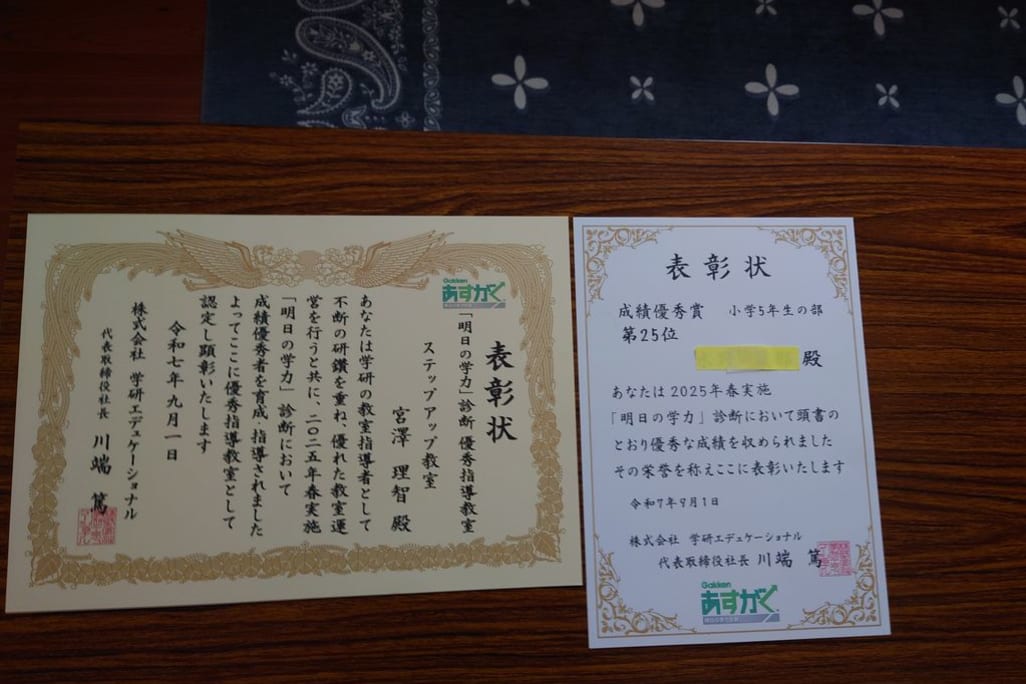 表彰状
「明日の学力」診断 優秀指導教室
ステップアップ教室
宮澤 理智 殿
あなたは学研の教室指導者として
不断の研鑽を重ね、優れた教室運
営を行うと共に、二〇二五年春実施
「明日の学力」診断において
成績優秀者を育成・指導されました
よってここに優秀指導教室として
認定し顕彰いたします
令和七年九月一日
株式会社 学研エデュケーショナル
代表取締役社長 川端 篤
Gakken
あすがく
表彰状
成績優秀賞 小学5年生の部
第25位
殿
あなたは2025年春実施
「明日の学力」診断において頭書の
とおり優秀な成績を収められました
その栄誉を称えここに表彰いたします
令和7年9月1日
株式会社 学研エデュケーショナル
代表取締役社長 川端 篤
Gakken
あすがく